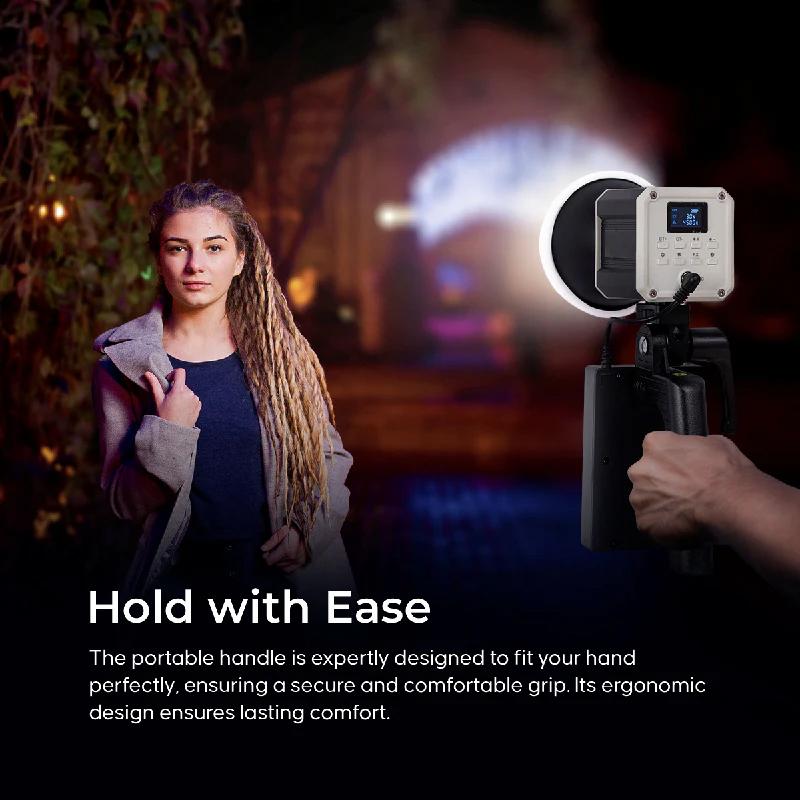 Hold with Ease
The portable handle is expertly designed to fit your hand
perfectly, ensuring a secure and comfortable grip. Its ergonomic
design ensures lasting comfort.